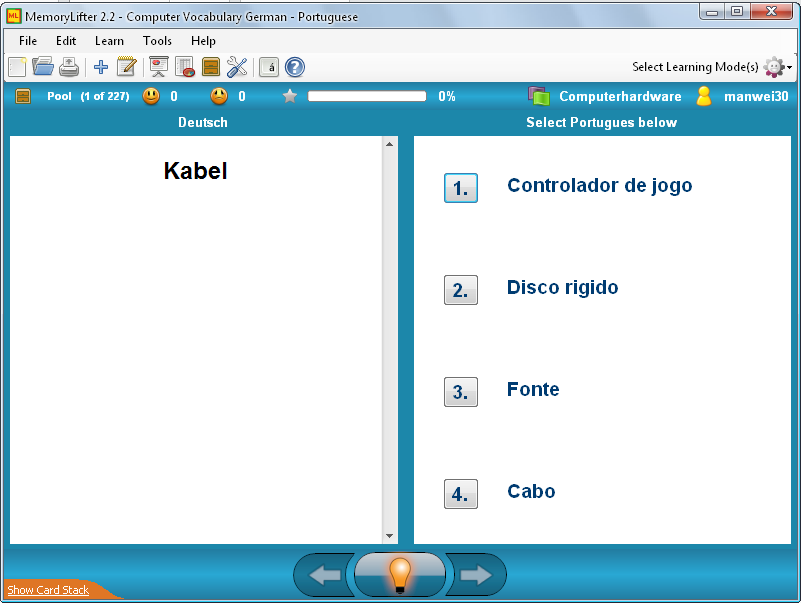 MemoryLifter 2.2 - Computer Vocabulary German - Portuguese
File Edit Learn Tools Help
á ? Select Learning Mode(s)
Pool (1 of 227) 0 0 0% Computerhardware manwei30
Deutsch Select Portugues below
Kabel
1. Controlador de jogo
2. Disco rigido
3. Fonte
4. Cabo
Show Card Stack